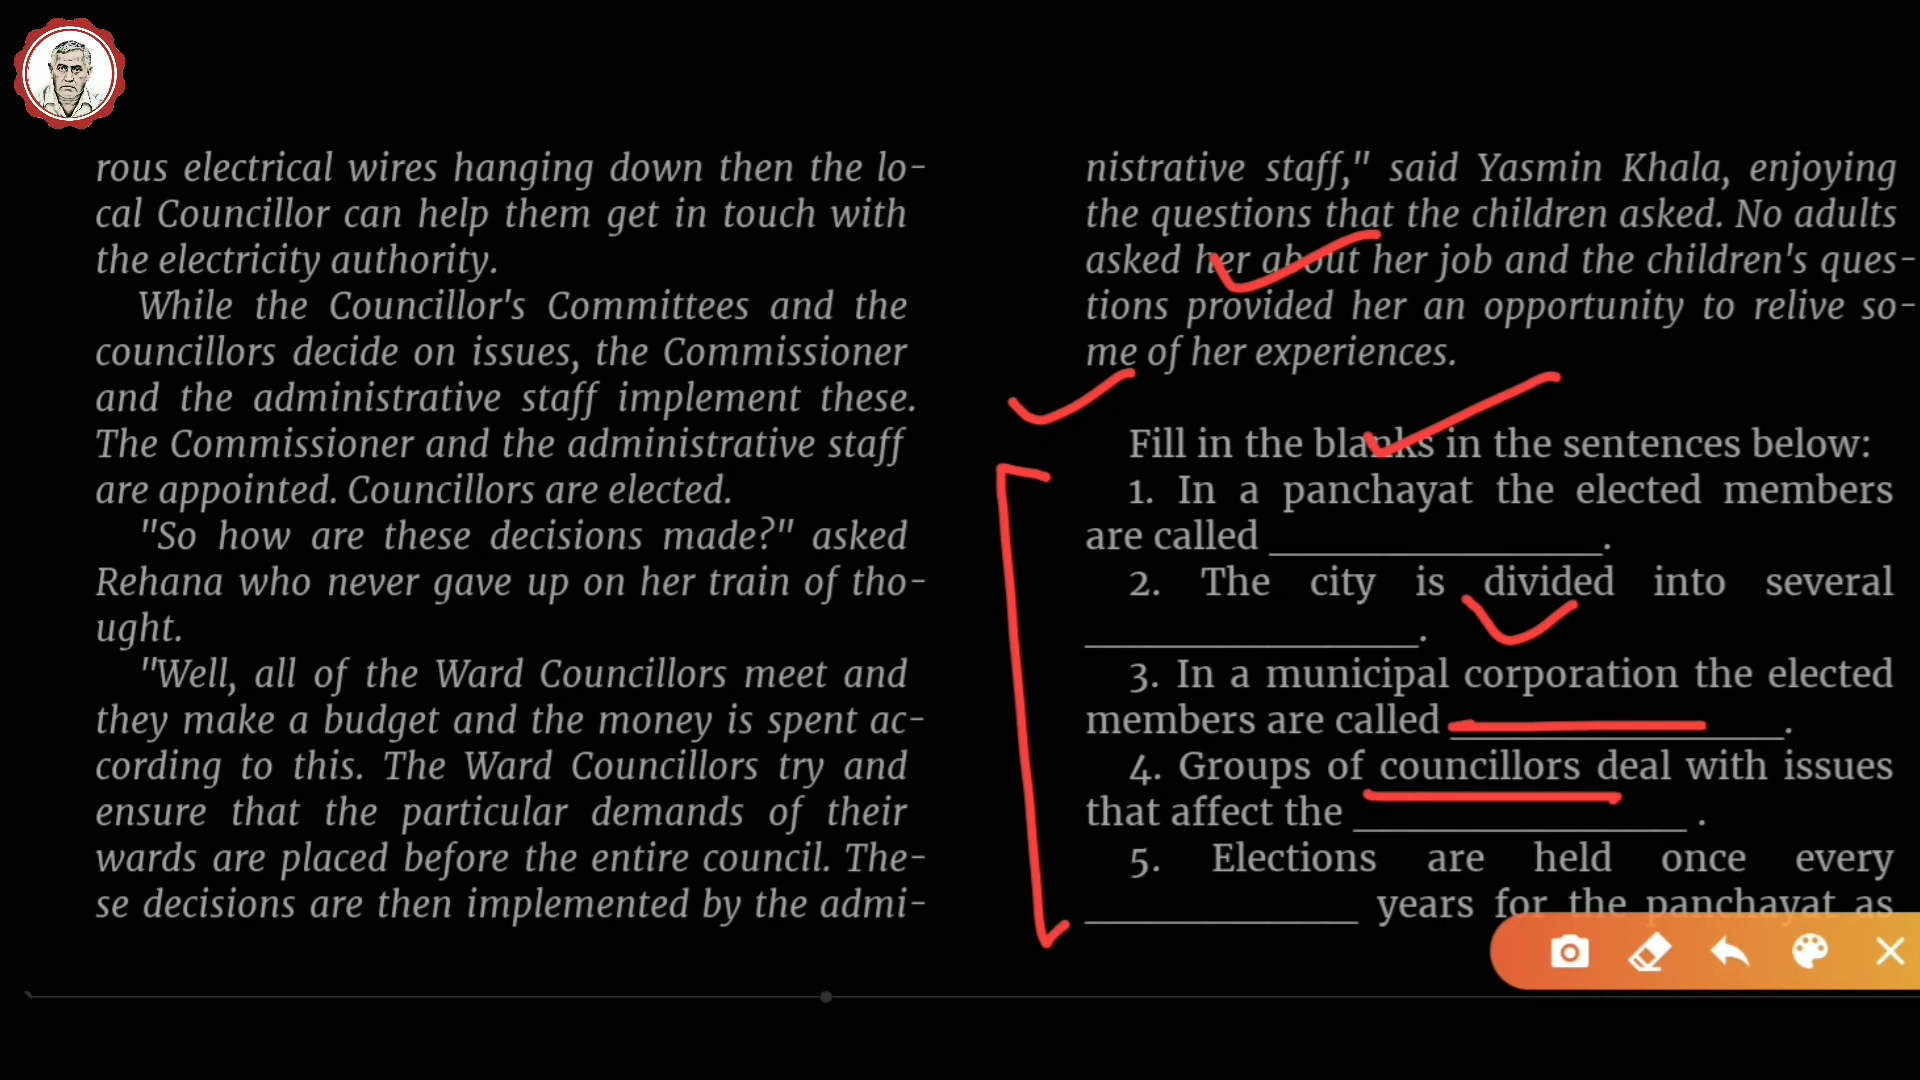 rous electrical wires hanging down then the lo-
cal Councillor can help them get in touch with
the electricity authority.
While the Councillor's Committees and the
councillors decide on issues, the Commissioner
and the administrative staff implement these.
The Commissioner and the administrative staff
are appointed. Councillors are elected.
"So how are these decisions made?" asked
Rehana who never gave up on her train of tho-
ught.
"Well, all of the Ward Councillors meet and
they make a budget and the money is spent ac-
cording to this. The Ward Councillors try and
ensure that the particular demands of their
wards are placed before the entire council. The-
se decisions are then implemented by the admi-
nistrative staff," said Yasmin Khala, enjoying
the questions that the children asked. No adults
asked her about her job and the children's ques-
tions provided her an opportunity to relive so-
me of her experiences.
Fill in the blanks in the sentences below:
1. In a panchayat the elected members
are called ________________.
2. The city is divided into several
________________.
3. In a municipal corporation the elected
members are called ________________.
4. Groups of councillors deal with issues
that affect the ________________ .
5. Elections are held once every
_____________ years for the panchayat as